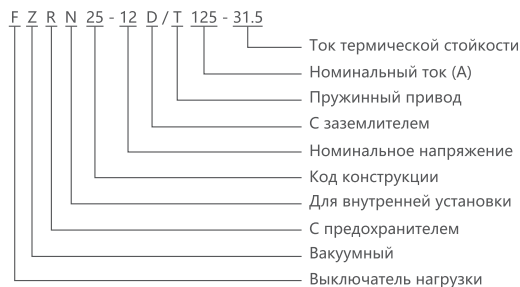 F Z R N 25 - 12 D / T 125 - 31.5
Ток термической стойкости
Номинальный ток (А)
Пружинный привод
С заземлителем
Номинальное напряжение
Код конструкции
Для внутренней установки
С предохранителем
Вакуумный
Выключатель нагрузки